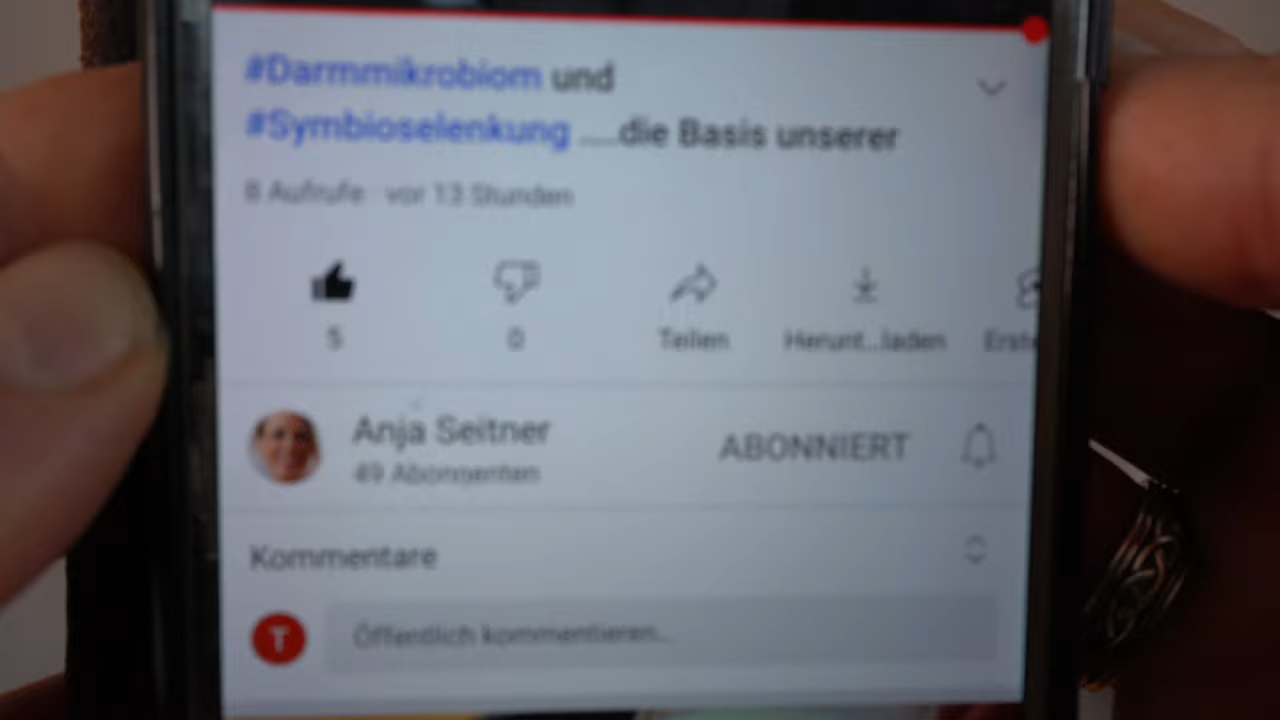 #Darmmikrobiom und
#Symbioselenkung .....die Basis unserer
8 Aufrufe · vor 13 Stunden
5
0
Teilen
Herunt...laden
Erste
Anja Seitner
49 Abonnenten
ABONNIERT
Kommentare
T
Öffentlich kommentieren...